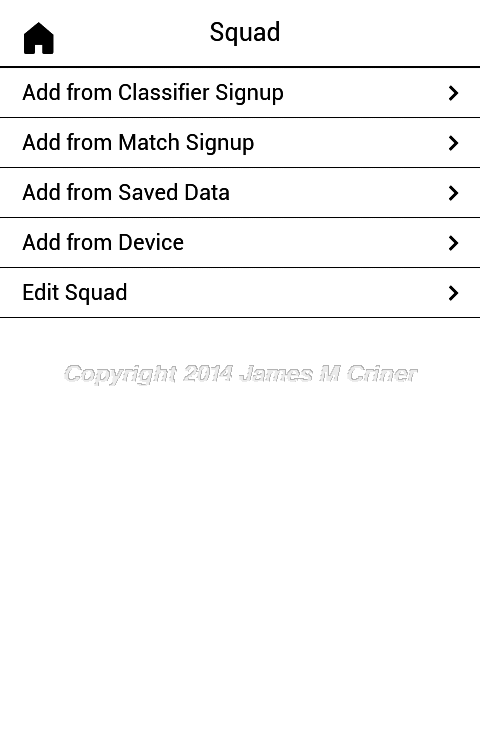 Squad
Add from Classifier Signup
Add from Match Signup
Add from Saved Data
Add from Device
Edit Squad
Copyright 2014 James M Criner